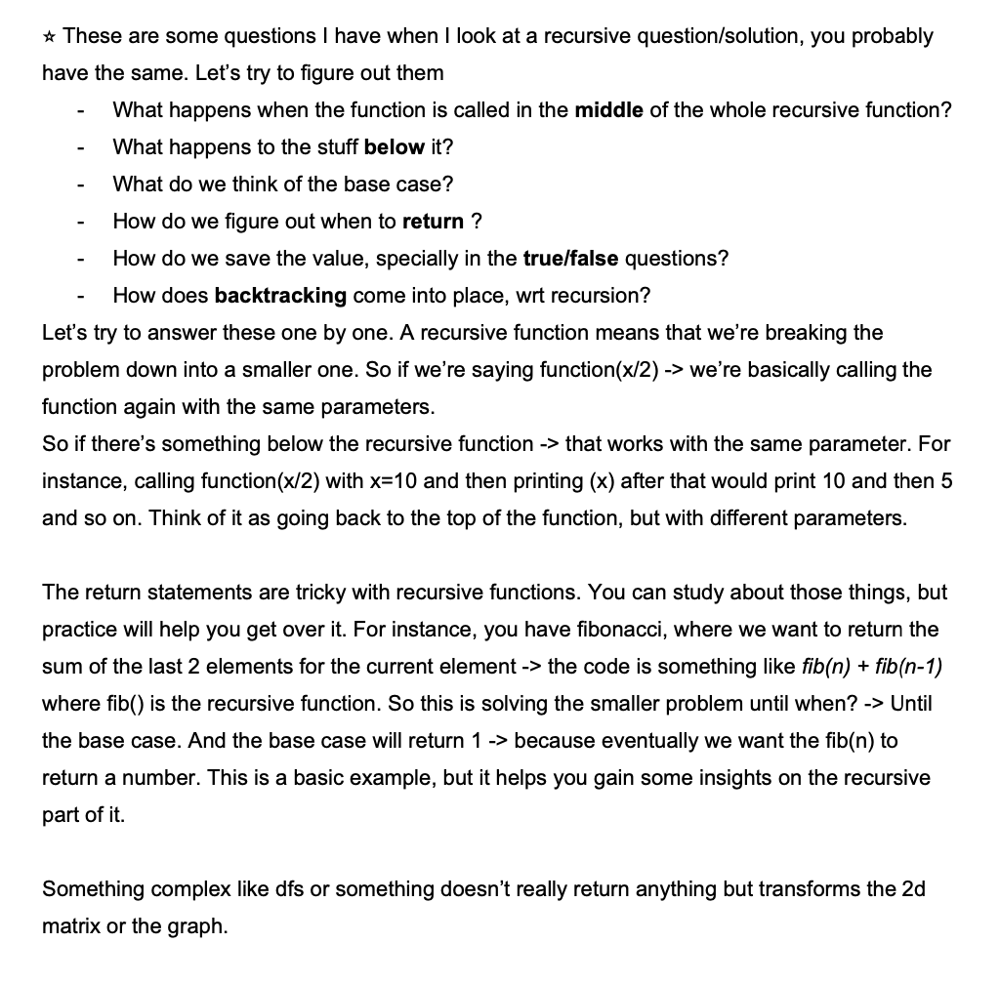 ☆ These are some questions I have when I look at a recursive question/solution, you probably
have the same. Let's try to figure out them
- What happens when the function is called in the middle of the whole recursive function?
- What happens to the stuff below it?
- What do we think of the base case?
- How do we figure out when to return ?
- How do we save the value, specially in the true/false questions?
- How does backtracking come into place, wrt recursion?
Let's try to answer these one by one. A recursive function means that we're breaking the
problem down into a smaller one. So if we're saying function(x/2) -> we're basically calling the
function again with the same parameters.
So if there's something below the recursive function -> that works with the same parameter. For
instance, calling function(x/2) with x=10 and then printing (x) after that would print 10 and then 5
and so on. Think of it as going back to the top of the function, but with different parameters.
The return statements are tricky with recursive functions. You can study about those things, but
practice will help you get over it. For instance, you have fibonacci, where we want to return the
sum of the last 2 elements for the current element -> the code is something like fib(n) + fib(n-1)
where fib() is the recursive function. So this is solving the smaller problem until when? -> Until
the base case. And the base case will return 1 -> because eventually we want the fib(n) to
return a number. This is a basic example, but it helps you gain some insights on the recursive
part of it.
Something complex like dfs or something doesn't really return anything but transforms the 2d
matrix or the graph.